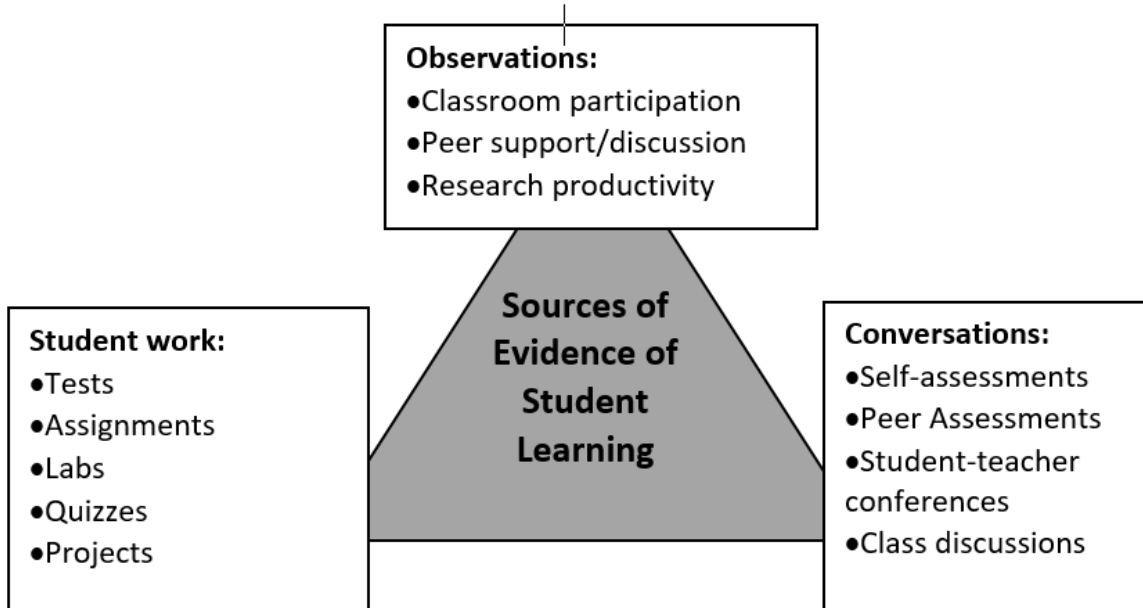 Observations:
•Classroom participation
•Peer support/discussion
•Research productivity
Sources of
Evidence of
Student
Learning
Student work:
•Tests
•Assignments
•Labs
•Quizzes
•Projects
Conversations:
•Self-assessments
•Peer Assessments
•Student-teacher
conferences
•Class discussions